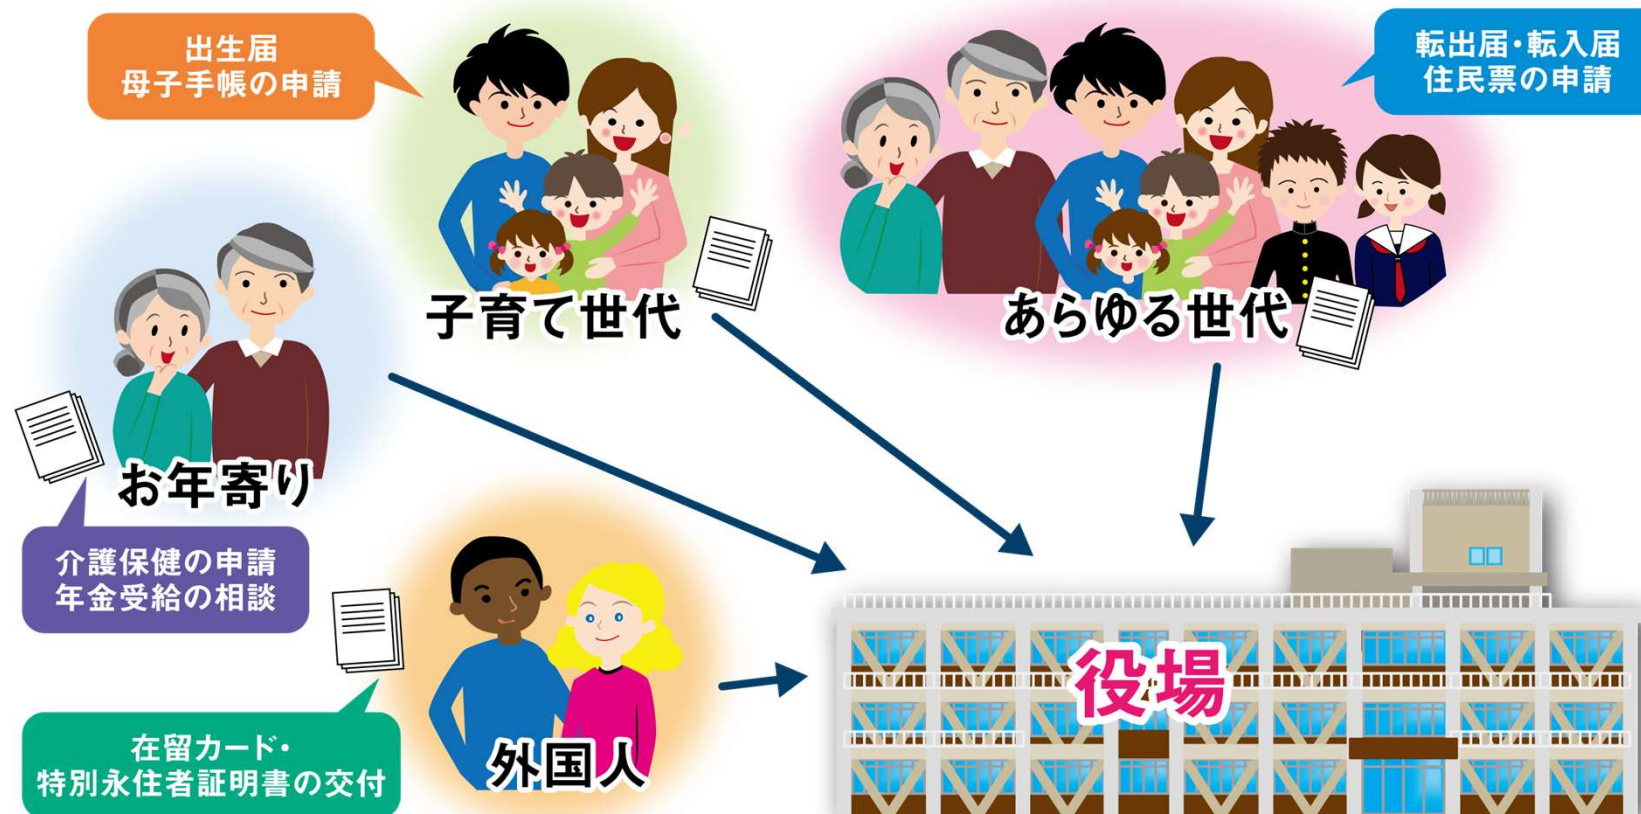 出生届
母子手帳の申請
転出届・転入届
住民票の申請
子育て世代
あらゆる世代
お年寄り
介護保健の申請
年金受給の相談
役場
在留カード・
特別永住者証明書の交付
外国人